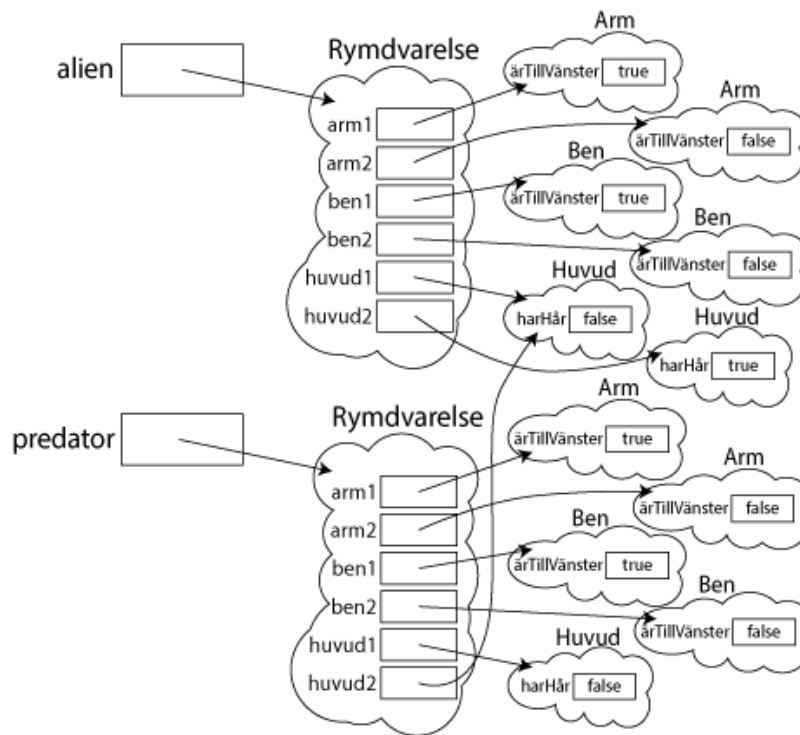 alien
Rymdvarelse
arm1
arm2
ben1
ben2
huvud1
huvud2
Arm
ärTillVänster true
Arm
ärTillVänster false
Ben
ärTillVänster true
Ben
ärTillVänster false
Huvud
harHår false
Huvud
harHår true
predator
Rymdvarelse
arm1
arm2
ben1
ben2
huvud1
huvud2
Arm
ärTillVänster true
Arm
ärTillVänster false
Ben
ärTillVänster true
Ben
ärTillVänster false
Huvud
harHår false